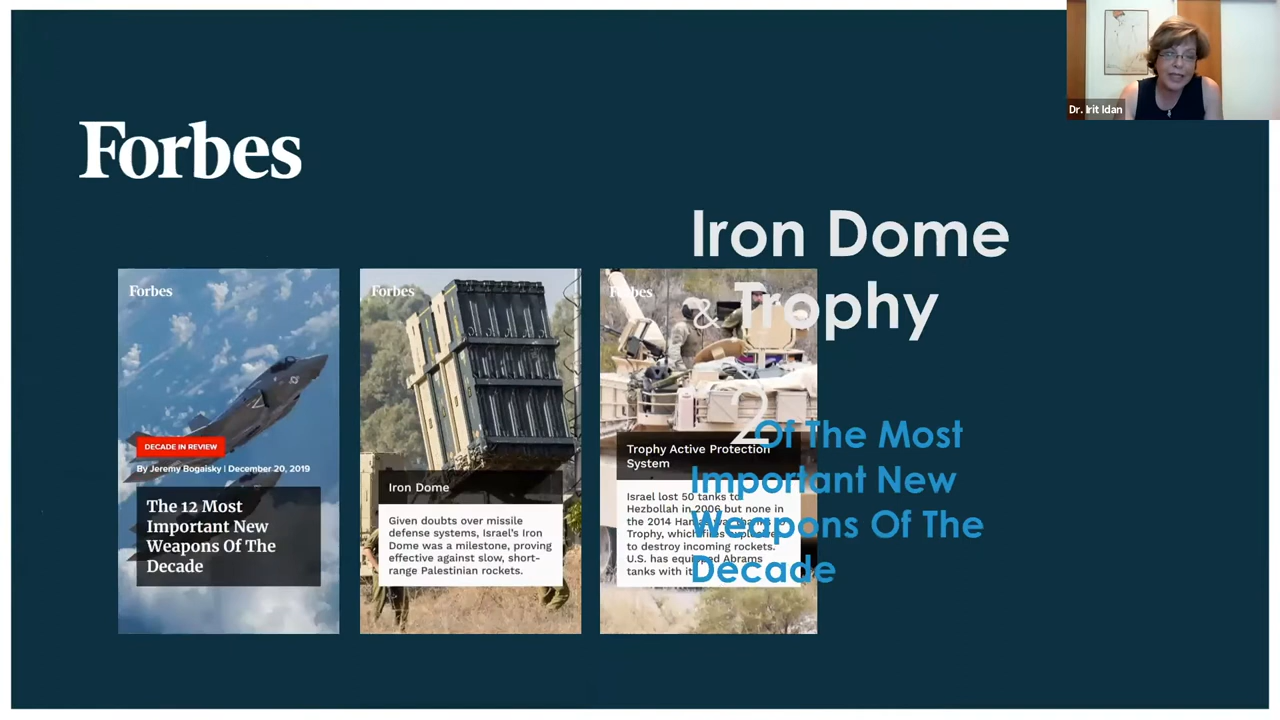 Dr. Irit Idan
Forbes
Iron Dome
& Trophy
2 Of The Most
Important New
Weapons Of The
Decade
Forbes
DECADE IN REVIEW
By Jeremy Bogaisky | December 20, 2019
The 12 Most
Important New
Weapons Of The
Decade
Forbes
Iron Dome
Given doubts over missile
defense systems, Israel's Iron
Dome was a milestone, proving
effective against slow, short-
range Palestinian rockets.
Forbes
Trophy Active Protection
System
Israel lost 50 tanks to
Hezbollah in 2006 but none in
the 2014 thanks to
Trophy, which fires
to destroy incoming rockets.
U.S. has equipped Abrams
tanks with it